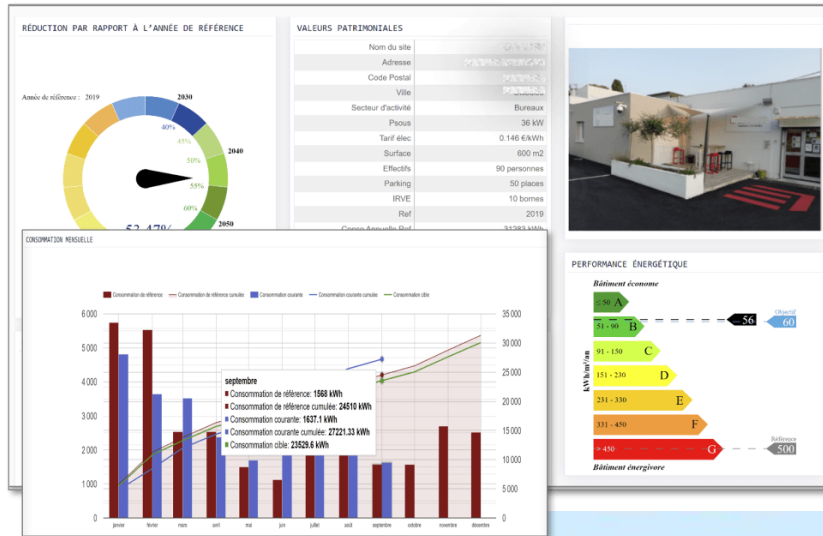 RÉDUCTION PAR RAPPORT À L'ANNÉE DE RÉFÉRENCE
Année de référence : 2019
2030
40%
45%
2040
50%
55%
60%
2050
53.47%
VALEURS PATRIMONIALES
Nom du site
Adresse
Code Postal
Ville
Secteur d'activité Bureaux
Psous 36 kW
Tarif élec 0.146 €/kWh
Surface 600 m2
Effectifs 90 personnes
Parking 50 places
IRVE 10 bornes
Ref 2019
Conso Annuelle Ref 31283 kWh
CONSOMMATION MENSUELLE
Consommation de référence Consommation de référence cumulée Consommation courante Consommation courante cumulée Consommation cible
6 000
5 000
4 000
3 000
2 000
1 000
0
35 000
30 000
25 000
20 000
15 000
10 000
5 000
0
septembre
Consommation de référence: 1568 kWh
Consommation de référence cumulée: 24510 kWh
Consommation courante: 1637.1 kWh
Consommation courante cumulée: 27221.33 kWh
Consommation cible: 23529.6 kWh
janvier février mars avril mai juin juillet août septembre octobre novembre décembre
PERFORMANCE ÉNERGÉTIQUE
Bâtiment économe
≤ 50 A
51 - 90 B
91 - 150 C
151 - 230 D
231 - 330 E
331 - 450 F
> 450 G
Bâtiment énergivore
kWh/m²/an
56
Objectif
60
Référence
500